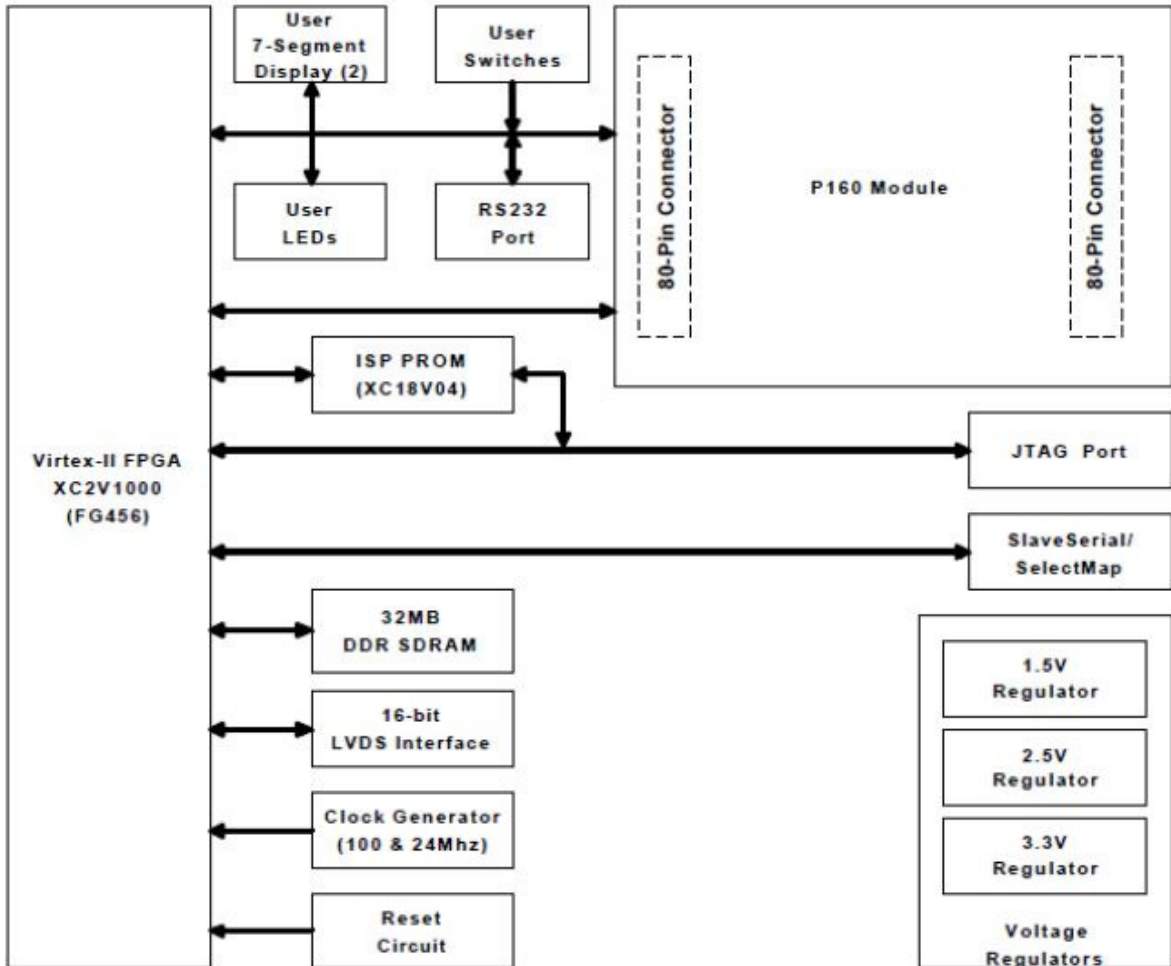 User
7-Segment
Display (2)
User
Switches
80-Pin Connector
P160 Module
80-Pin Connector
User
LEDs
RS232
Port
ISP PROM
(XC18V04)
Virtex-II FPGA
XC2V1000
(FG456)
JTAG Port
SlaveSerial/
SelectMap
32MB
DDR SDRAM
16-bit
LVDS Interface
Clock Generator
(100 & 24Mhz)
Reset
Circuit
1.5V
Regulator
2.5V
Regulator
3.3V
Regulator
Voltage
Regulators